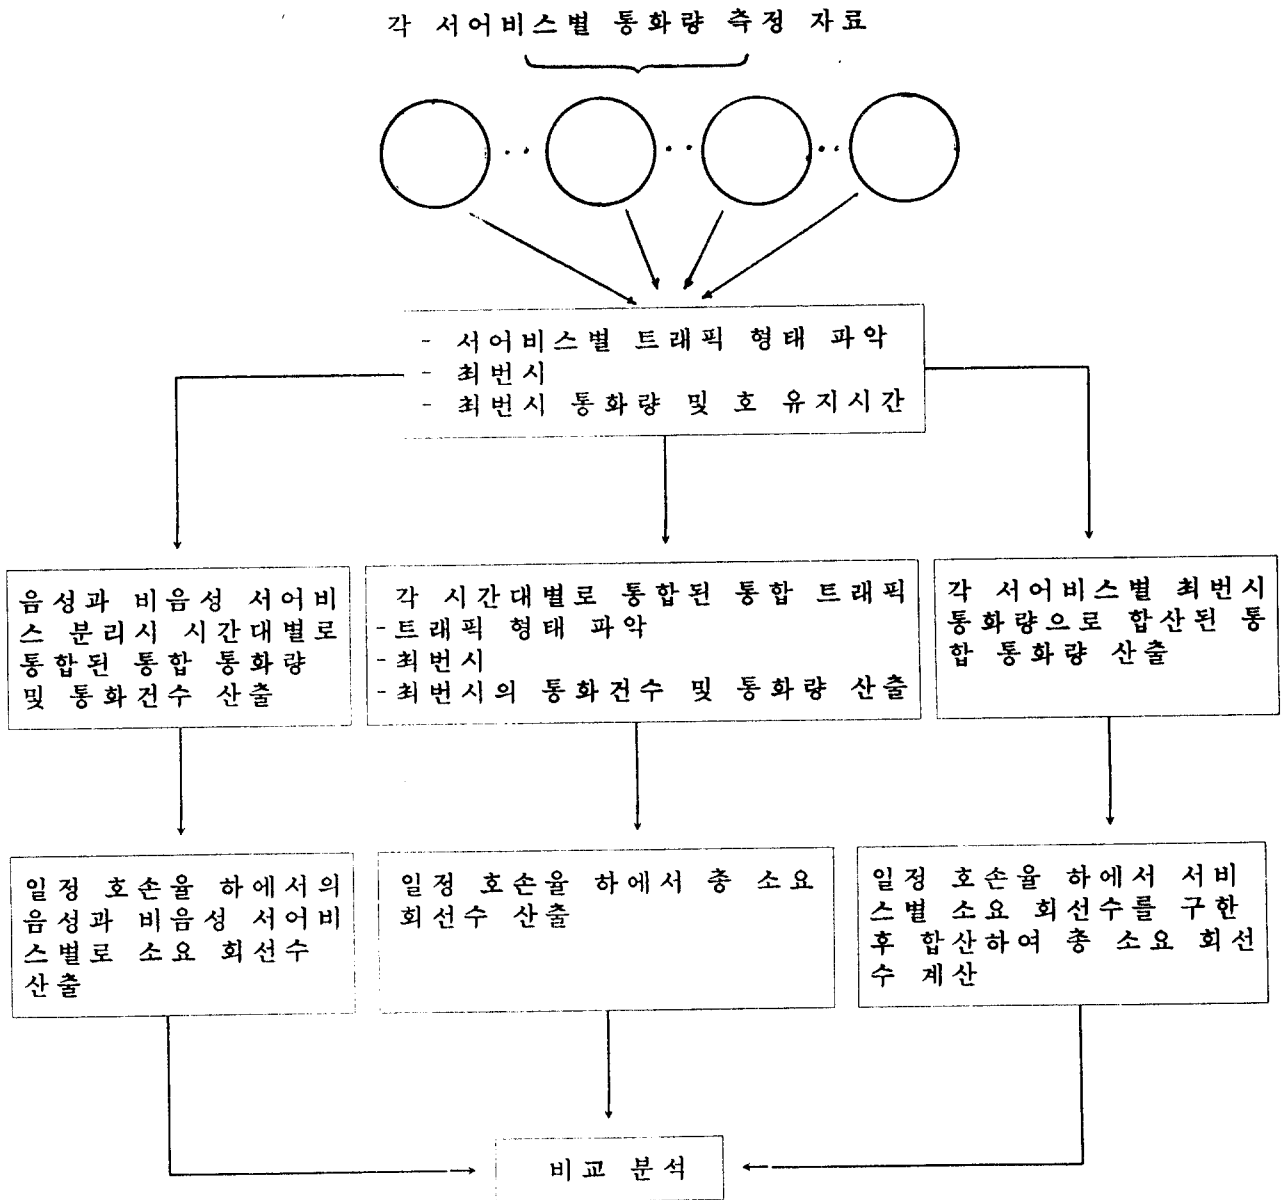 각 서어비스별 통화량 측정 자료
- 서어비스별 트래픽 형태 파악
- 최번시
- 최번시 통화량 및 호 유지시간
음성과 비음성 서어비
스 분리시 시간대별로
통합된 통합 통화량
및 통화건수 산출
각 시간대별로 통합된 통합 트래픽
-트래픽 형태 파악
-최번시
-최번시의 통화건수 및 통화량 산출
각 서어비스별 최번시
통화량으로 합산된 통
합 통화량 산출
일정 호손율 하에서의
음성과 비음성 서어비
스별로 소요 회선수
산출
일정 호손율 하에서 총 소요
회선수 산출
일정 호손율 하에서 서비
스별 소요 회선수를 구한
후 합산하여 총 소요 회선
수 계산
비교 분석